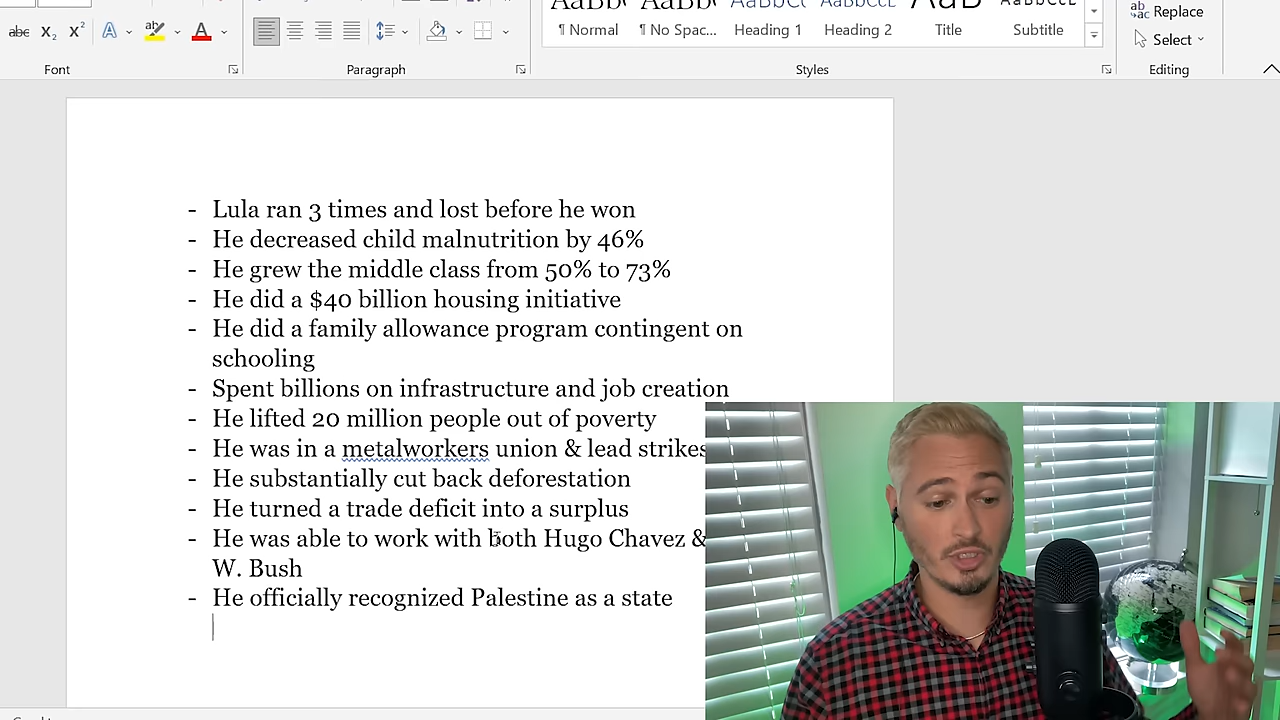 Replace
Select
¶ Normal
¶ No Spac...
Heading 1
Heading 2
Title
Subtitle
Font
Paragraph
Styles
Editing
- Lula ran 3 times and lost before he won
- He decreased child malnutrition by 46%
- He grew the middle class from 50% to 73%
- He did a $40 billion housing initiative
- He did a family allowance program contingent on
schooling
- Spent billions on infrastructure and job creation
- He lifted 20 million people out of poverty
- He was in a metalworkers union & lead strikes
- He substantially cut back deforestation
- He turned a trade deficit into a surplus
- He was able to work with both Hugo Chavez &
W. Bush
- He officially recognized Palestine as a state